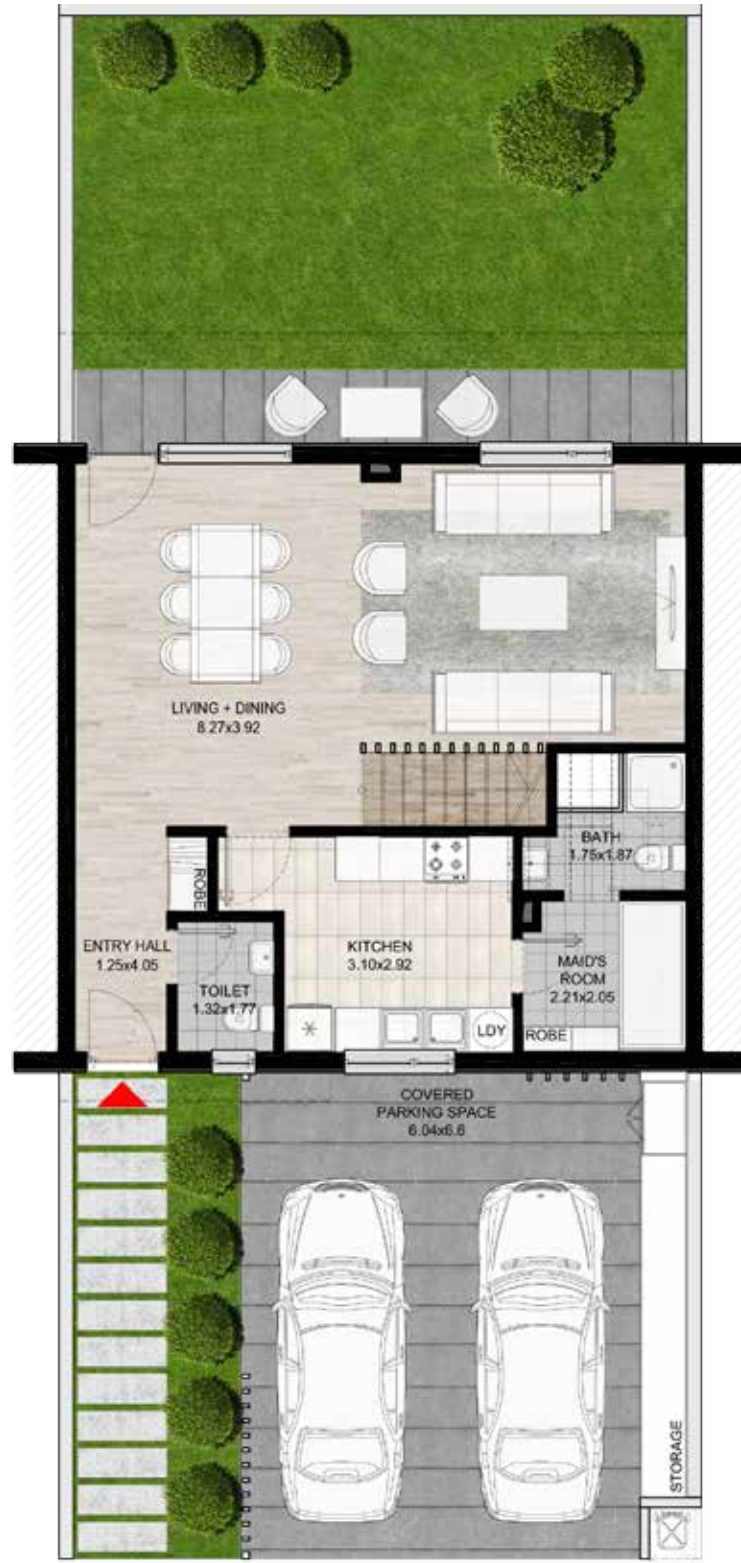 LIVING + DINING
8.27x3.92
BATH
1.75x1.87
ROBE
ENTRY HALL
1.25x4.05
KITCHEN
3.10x2.92
MAID'S
ROOM
2.21x2.05
TOILET
1.32x1.77
LDY
ROBE
COVERED
PARKING SPACE
6.04x6.6
STORAGE